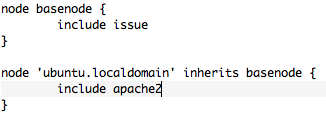 node basenode {
        include issue
}

node 'ubuntu.localdomain' inherits basenode {
        include apache2
}